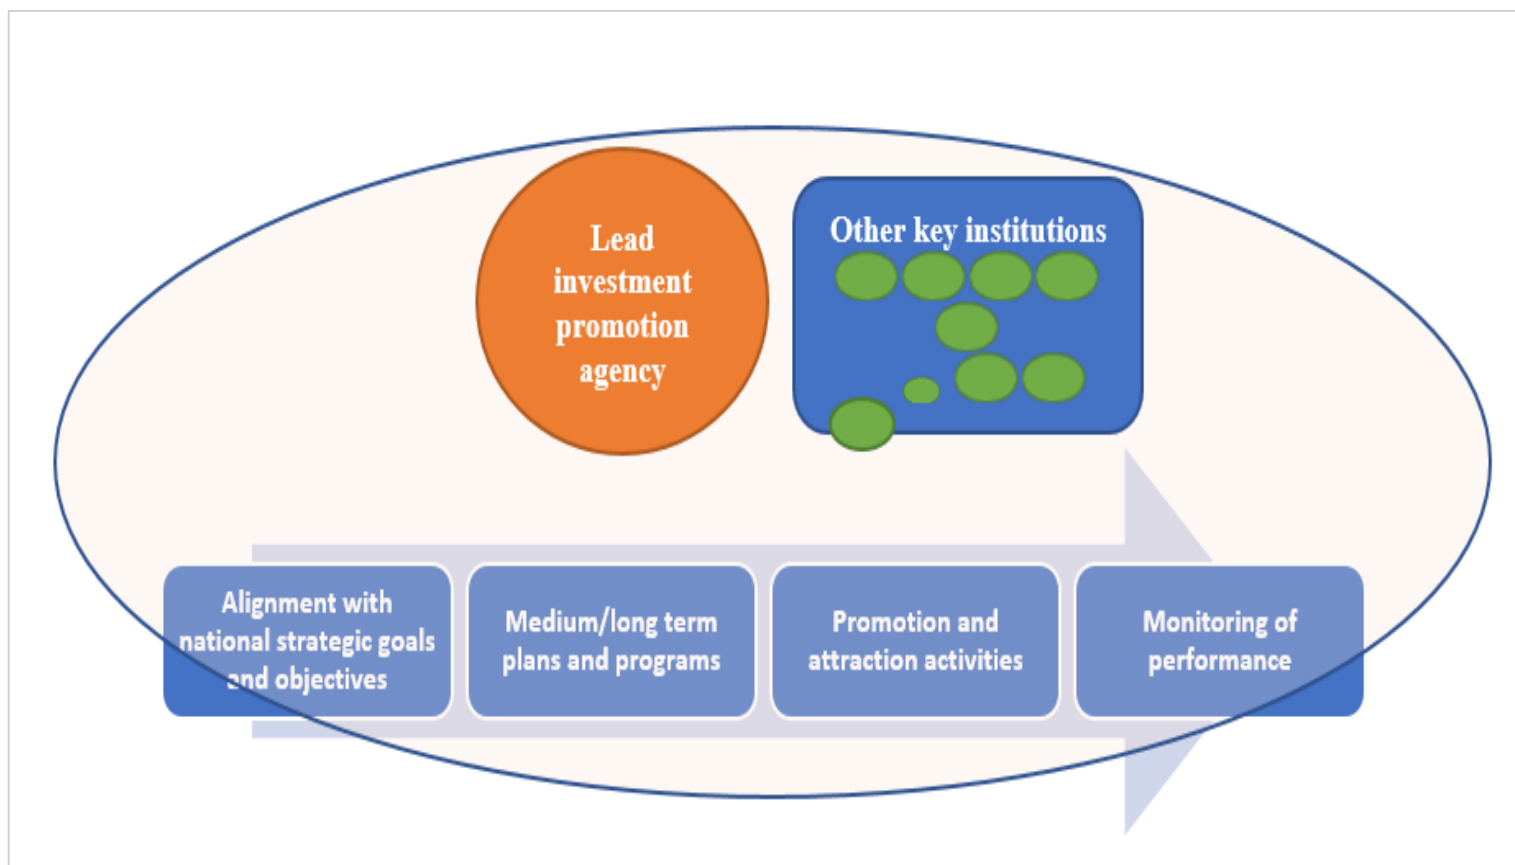 Lead
investment
promotion
agency
Other key institutions
Alignment with
national strategic goals
and objectives
Medium/long term
plans and programs
Promotion and
attraction activities
Monitoring of
performance